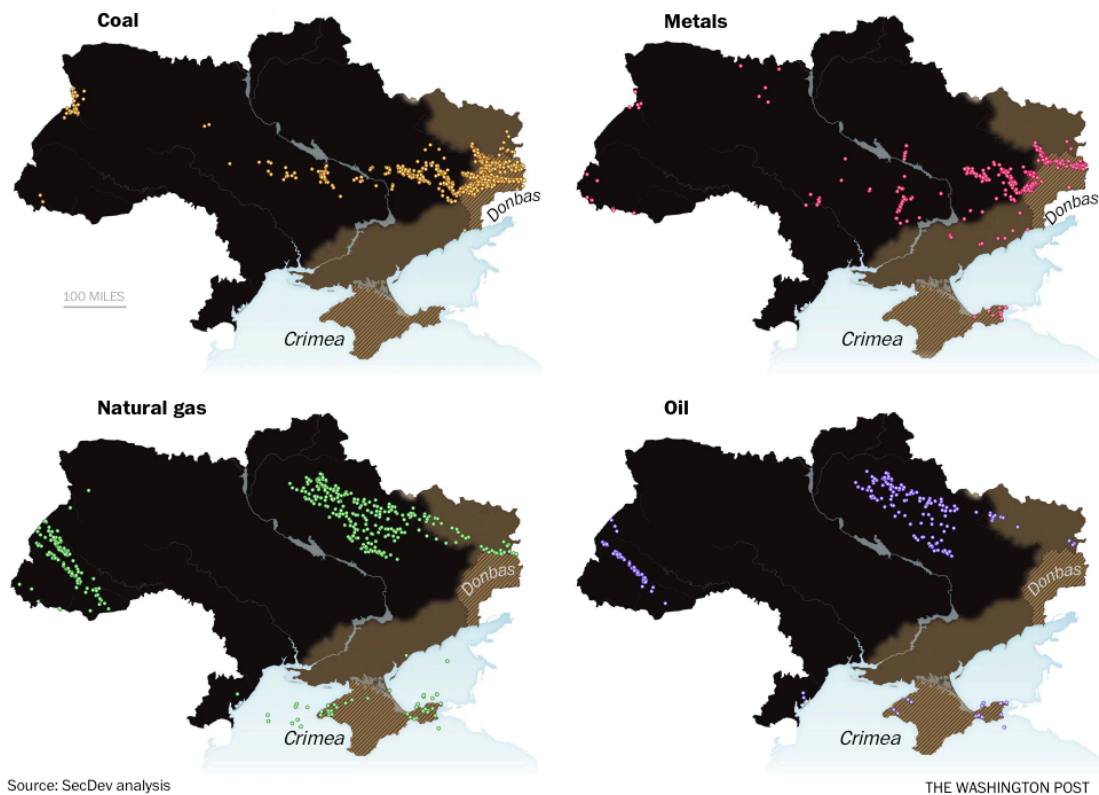 Coal
Metals
Donbas
Donbas
100 MILES
Crimea
Crimea
Natural gas
Oil
Donbas
Donbas
Crimea
Crimea
Source: SecDev analysis
THE WASHINGTON POST